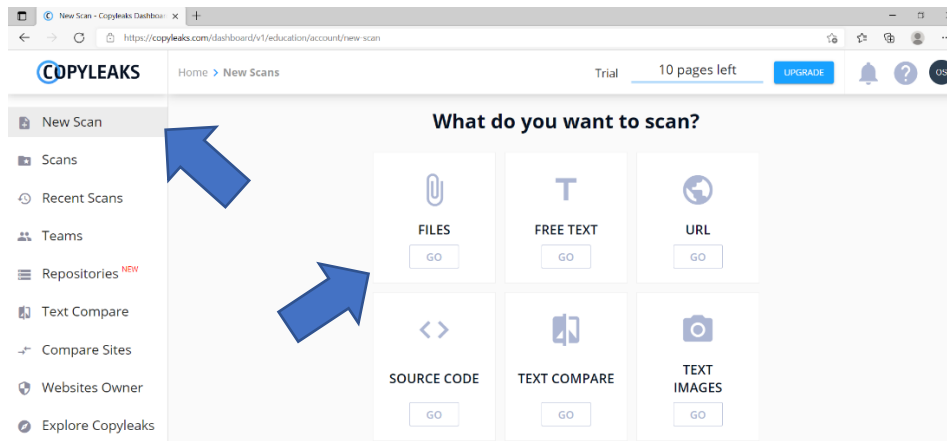 New Scan - Copyleaks Dashboar
https://copyleaks.com/dashboard/v1/education/account/new-scan
COPYLEAKS
Home > New Scans
Trial
10 pages left
UPGRADE
?
OS
New Scan
Scans
Recent Scans
Teams
Repositories NEW
Text Compare
Compare Sites
Websites Owner
Explore Copyleaks
What do you want to scan?
FILES
GO
FREE TEXT
GO
URL
GO
SOURCE CODE
GO
TEXT COMPARE
GO
TEXT
IMAGES
GO